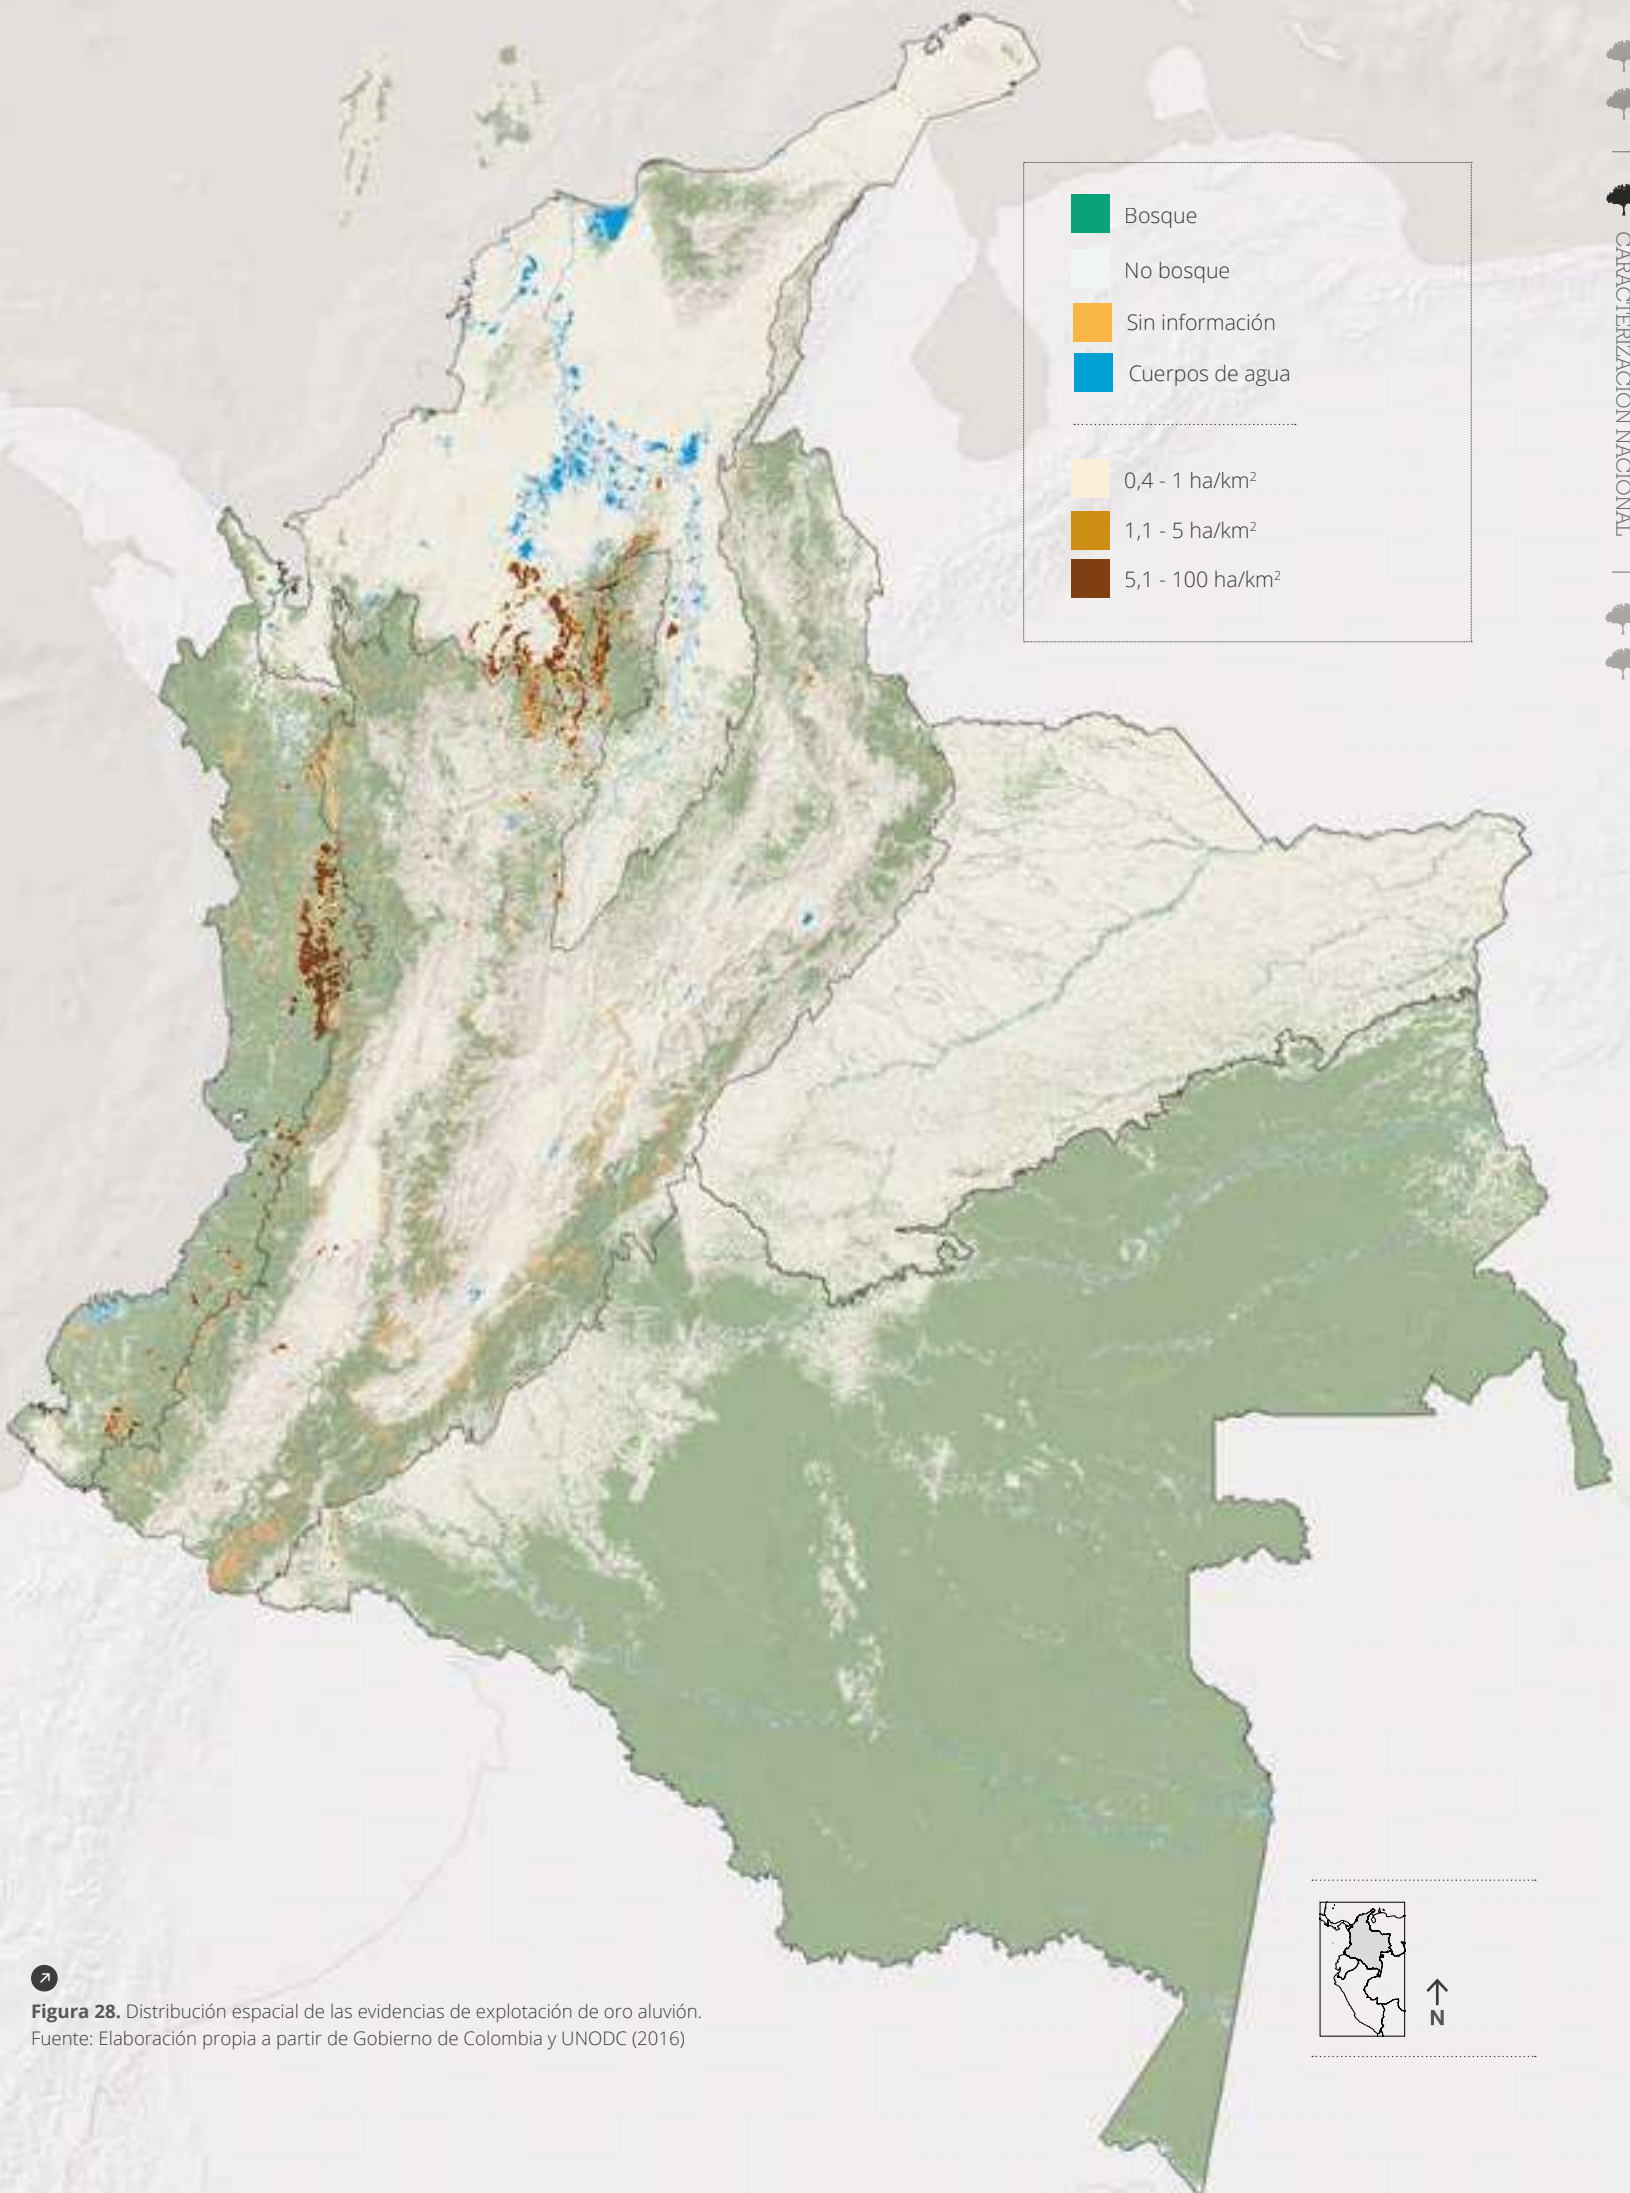 Bosque
No bosque
Sin información
Cuerpos de agua
0,4 - 1 ha/km²
1,1 - 5 ha/km²
5,1 - 100 ha/km²
CARACTERIZACIÓN NACIONAL
N
Figura 28. Distribución espacial de las evidencias de explotación de oro aluvión.
Fuente: Elaboración propia a partir de Gobierno de Colombia y UNODC (2016)